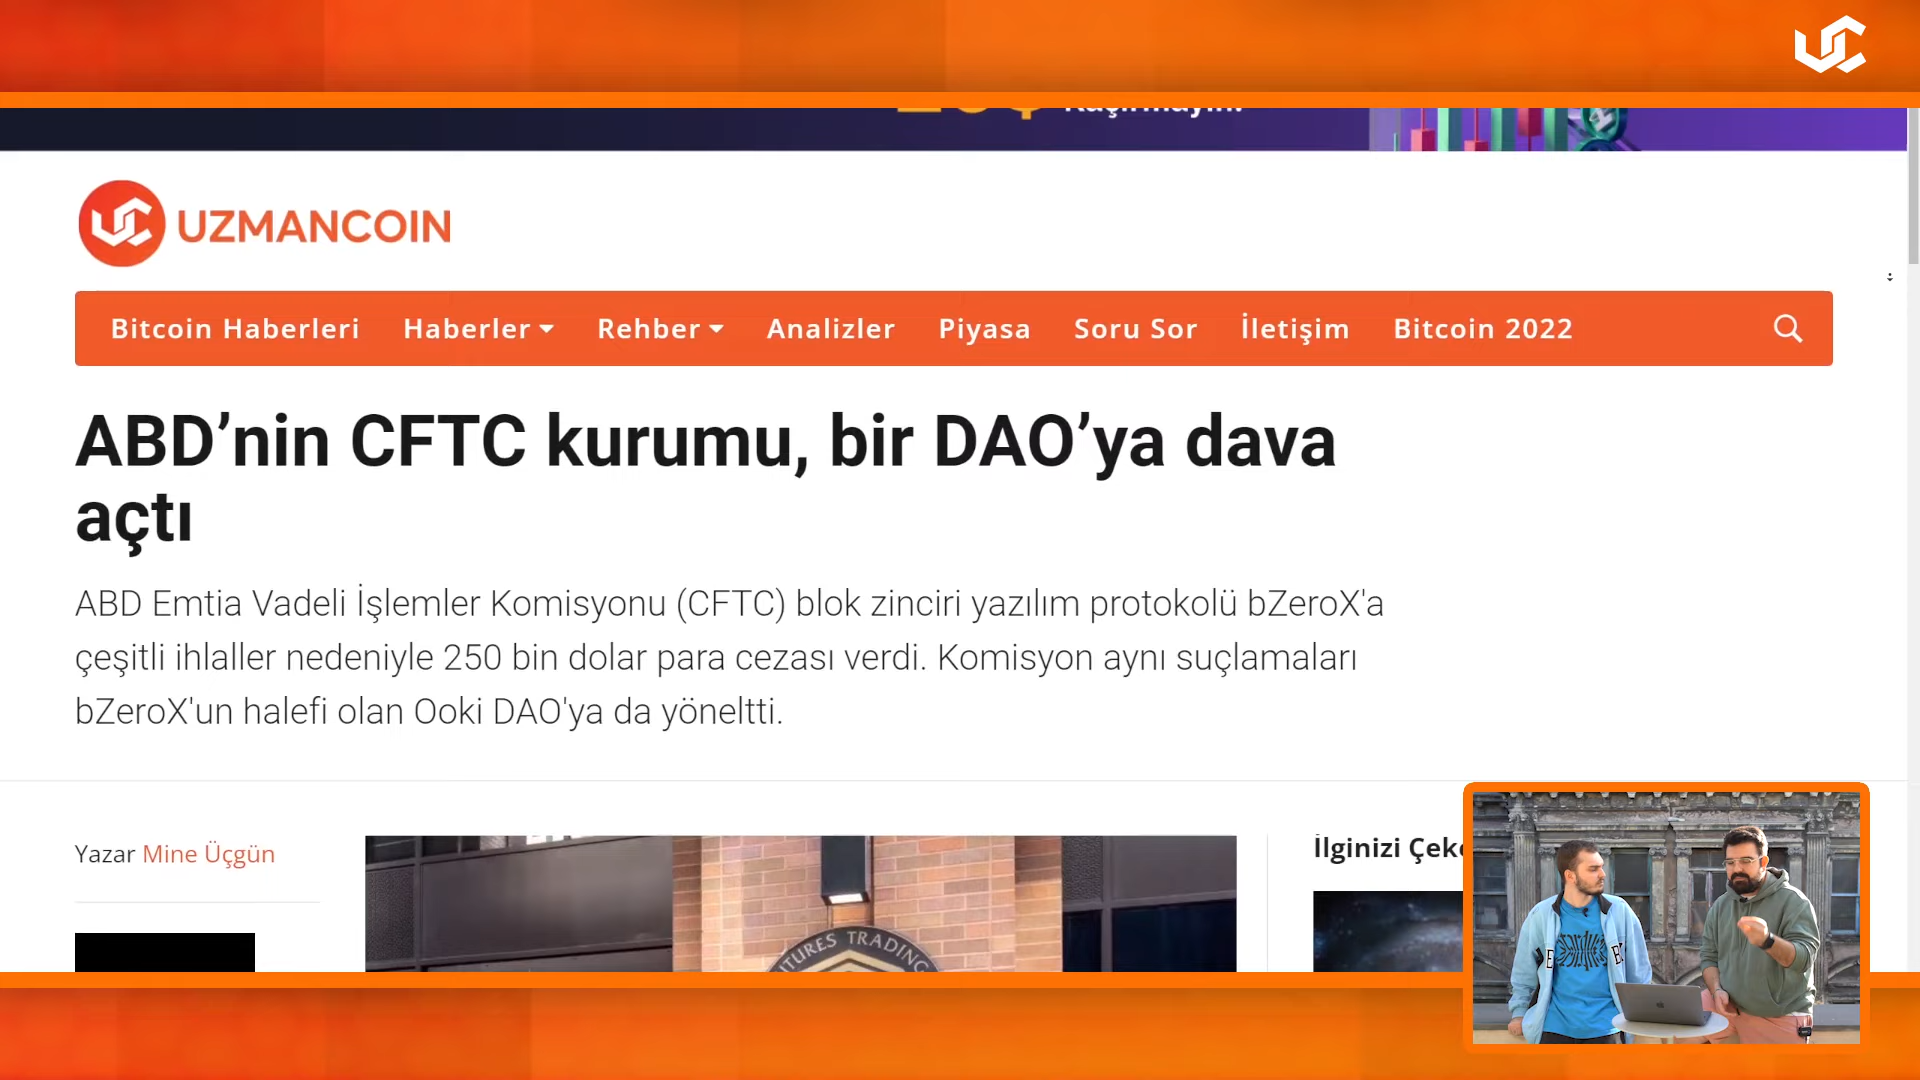 UZMANCOIN
Bitcoin Haberleri Haberler Rehber Analizler Piyasa Soru Sor İletişim Bitcoin 2022
ABD’nin CFTC kurumu, bir DAO’ya dava
açtı
ABD Emtia Vadeli İşlemler Komisyonu (CFTC) blok zinciri yazılım protokolü bZeroX'a
çeşitli ihlaller nedeniyle 250 bin dolar para cezası verdi. Komisyon aynı suçlamaları
bZeroX'un halefi olan Ooki DAO'ya da yöneltti.
Yazar Mine Üçgün
İlginizi
TRADING